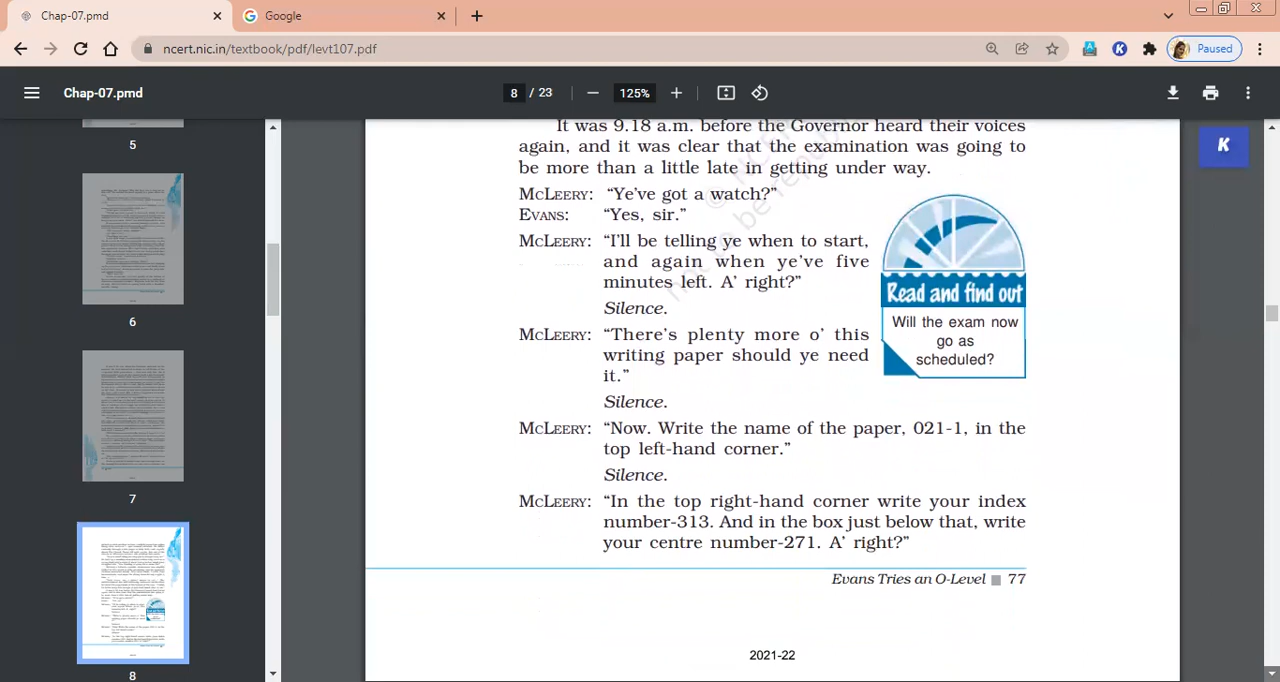 Chap-07.pmd
Google
ncert.nic.in/textbook/pdf/levt107.pdf
A
K
Paused
Chap-07.pmd
8 / 23
125%
5
6
7
8
K
It was 9.18 a.m. before the Governor heard their voices
again, and it was clear that the examination was going to
be more than a little late in getting under way.
MCLEERY: “Ye’ve got a watch?”
EVANS: “Yes, sir.”
MCLEERY: “I’ll be telling ye when to start,
and again when ye’ve five
minutes left. A’ right?”
Silence.
MCLEERY: “There’s plenty more o’ this
writing paper should ye need
it.”
Silence.
Read and find out
Will the exam now
go as
scheduled?
MCLEERY: “Now. Write the name of the paper, 021-1, in the
top left-hand corner.”
Silence.
MCLEERY: “In the top right-hand corner write your index
number-313. And in the box just below that, write
your centre number-271. A’ right?”
Evans Tries an O-Level 77
2021-22